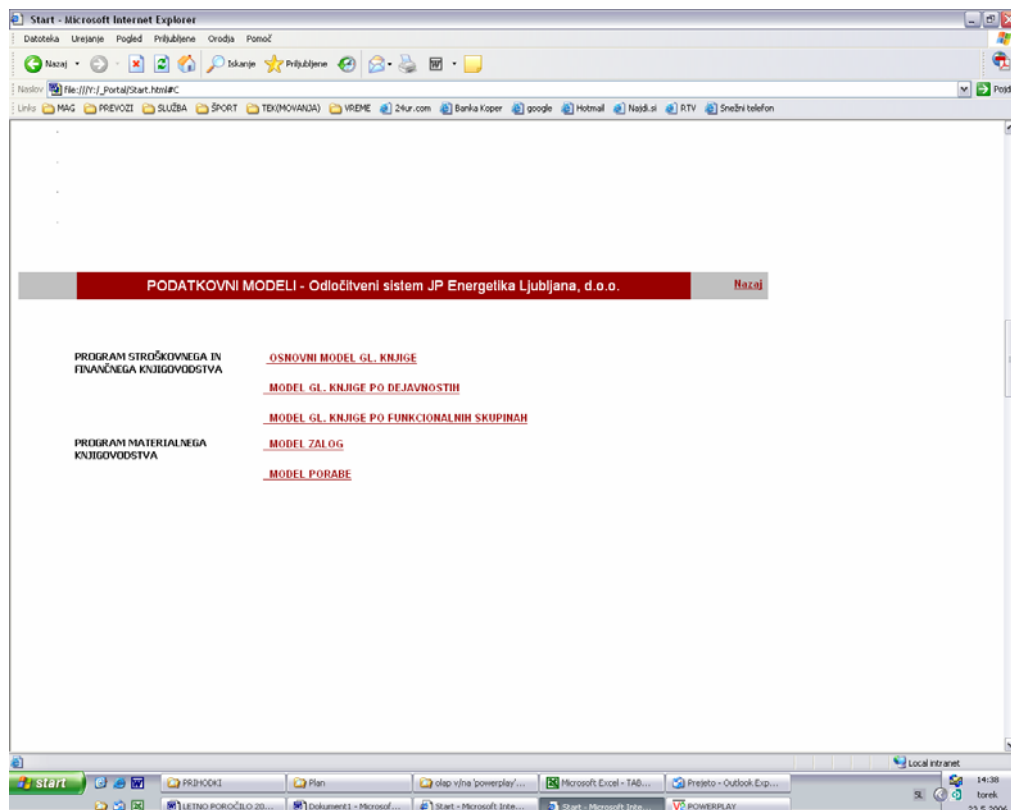 Start - Microsoft Internet Explorer
Datoteka Urejanje Pogled Priljubljene Orodja Pomoč
Nazaj Iskanje Priljubljene
Naslov file:///Y:/_Portal/Start.html#C Pojdi
Links MAG PREVOZI SLUŽBA ŠPORT TEK(MOVANJA) VREME 24ur.com Banka Koper google Hotmail Najdi.si RTV Snežni telefon
PODATKOVNI MODELI - Odločitveni sistem JP Energetika Ljubljana, d.o.o. Nazaj
PROGRAM STROŠKOVNEGA IN
FINANČNEGA KNJIGOVODSTVA
OSNOVNI MODEL GL. KNJIGE
MODEL GL. KNJIGE PO DEJAVNOSTIH
MODEL GL. KNJIGE PO FUNKCIONALNIH SKUPINAH
PROGRAM MATERIALNEGA
KNJIGOVODSTVA
MODEL ZALOG
MODEL PORABE
Local intranet
start PRIHODKI Plan olap v/na 'powerplay'... Microsoft Excel - TAB... Prejeto - Outlook Exp... 14:38
SL torek
LETNO POROČILO 20... Dokument1 - Microsof... Start - Microsoft Inte... Start - Microsoft Inte... POWERPLAY 23.5.2006